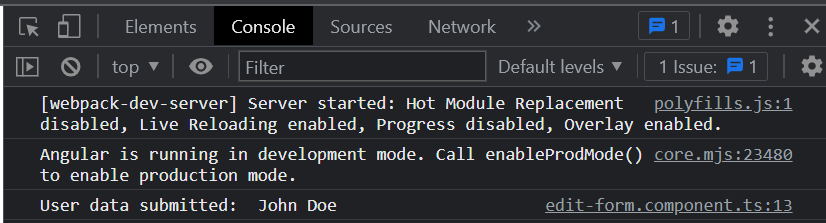 Elements Console Sources Network » 1
top Filter Default levels 1 Issue: 1
[webpack-dev-server] Server started: Hot Module Replacement polyfills.js:1
disabled, Live Reloading enabled, Progress disabled, Overlay enabled.
Angular is running in development mode. Call enableProdMode() core.mjs:23480
to enable production mode.
User data submitted:  John Doe edit-form.component.ts:13